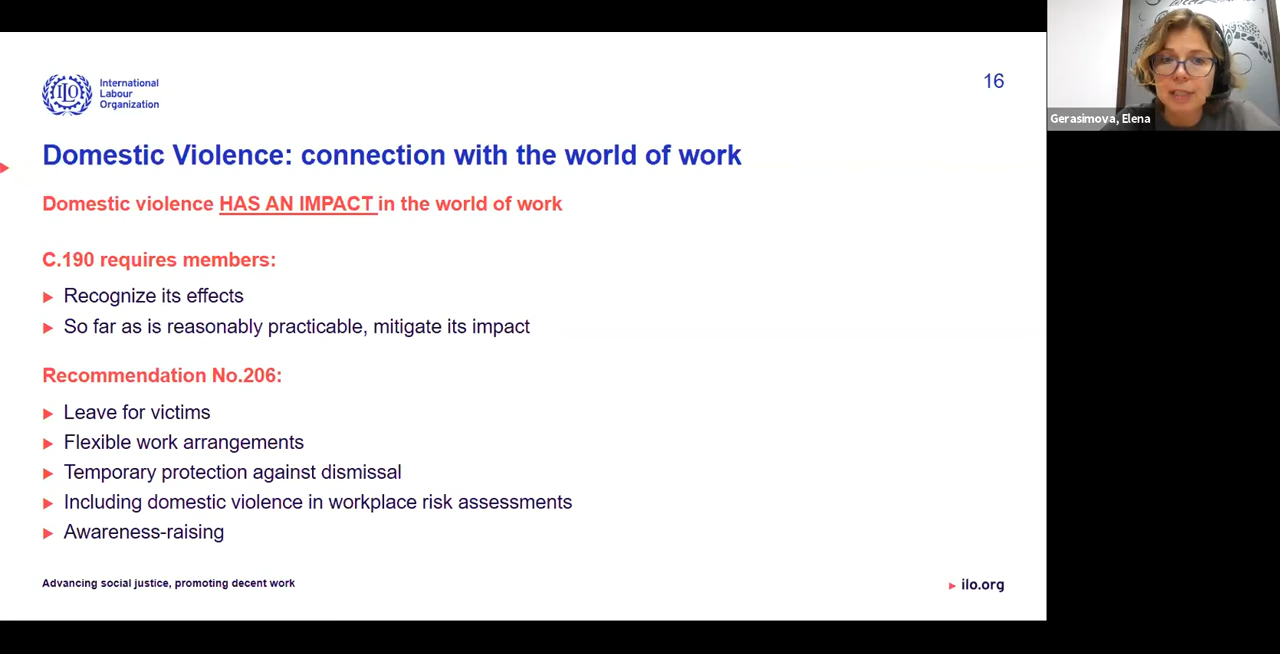 International
Labour
Organization
16
Domestic Violence: connection with the world of work
Domestic violence HAS AN IMPACT in the world of work
C.190 requires members:
Recognize its effects
So far as is reasonably practicable, mitigate its impact
Recommendation No.206:
Leave for victims
Flexible work arrangements
Temporary protection against dismissal
Including domestic violence in workplace risk assessments
Awareness-raising
Advancing social justice, promoting decent work
ilo.org
Gerasimova, Elena
ILO